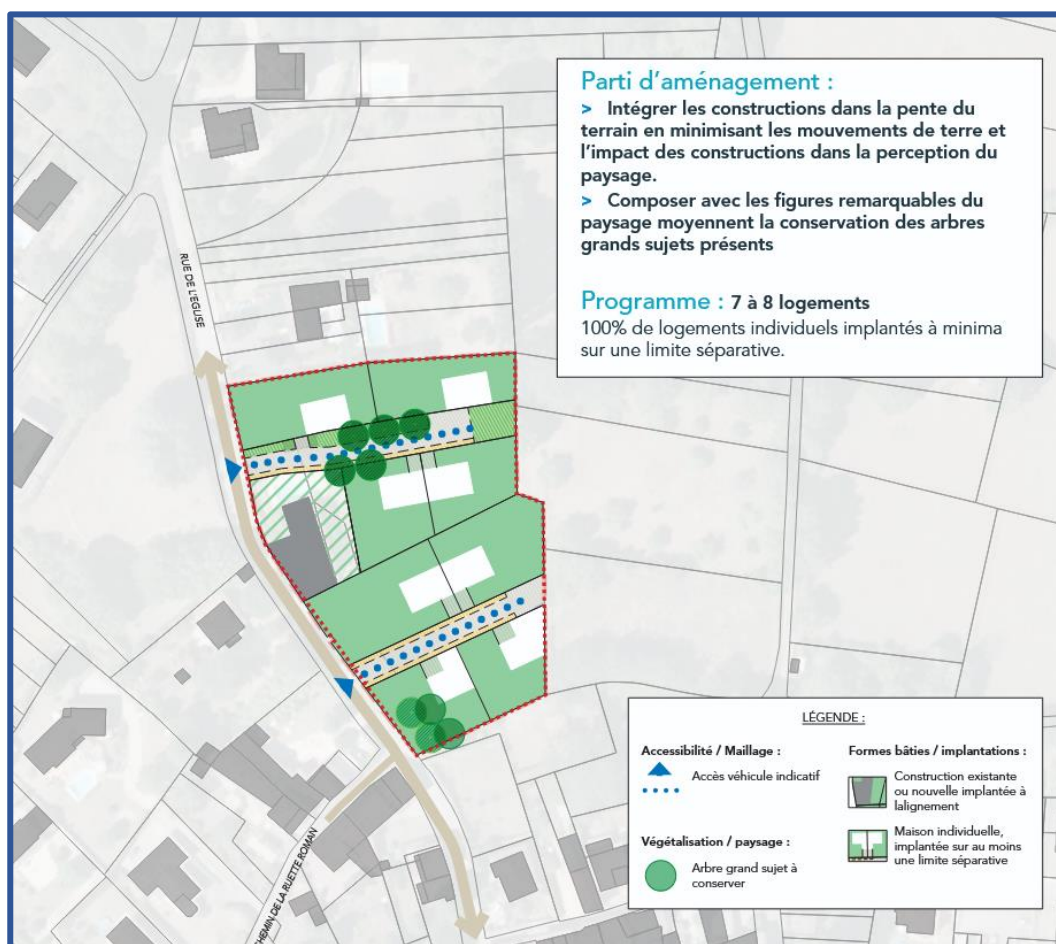 Parti d'aménagement :
> Intégrer les constructions dans la pente du
terrain en minimisant les mouvements de terre et
l'impact des constructions dans la perception du
paysage.
> Composer avec les figures remarquables du
paysage moyennent la conservation des arbres
grands sujets présents
Programme : 7 à 8 logements
100% de logements individuels implantés à minima
sur une limite séparative.
RUE DE L'EGLISE
CHEMIN DE LA RUETTE ROMAN
LÉGENDE :
Accessibilité / Maillage :
Accès véhicule indicatif
Végétalisation / paysage :
Arbre grand sujet à
conserver
Formes bâties / implantations :
Construction existante
ou nouvelle implantée à
lalignement
Maison individuelle,
implantée sur au moins
une limite séparative